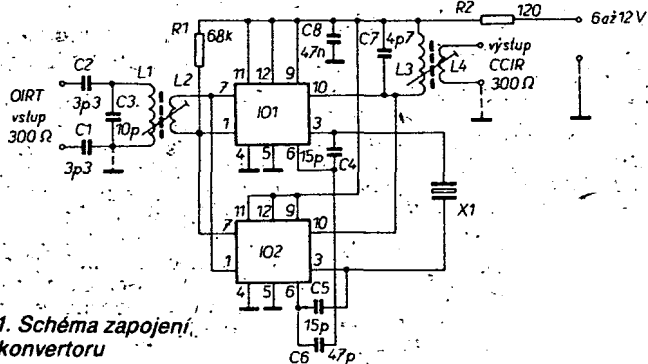 R2
120
6 až 12 V
R1
68k
C8
47n
C7
4p7
L3
L4
výstup
CCIR
300 Ω
C2
3p3
L1
L2
OIRT
vstup
300 Ω
C3
10p
C1
3p3
11
12
9
7
10
IO1
1
3
4
5
6
15p
C4
X1
11
12
9
7
10
IO2
1
3
4
5
6
C5
15p
C6
47p
1. Schéma zapojení
konvertoru